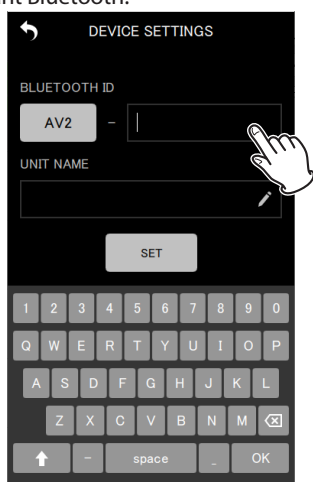 nt Bluetooth.
DEVICE SETTINGS
BLUETOOTH ID
AV2 –
UNIT NAME
SET
1 2 3 4 5 6 7 8 9 0
Q W E R T Y U I O P
A S D F G H J K L
Z X C V B N M
– space _ OK